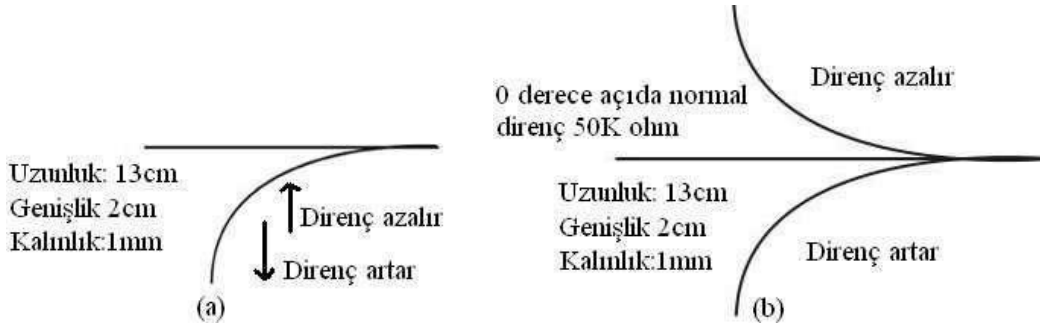 Uzunluk: 13cm
Genişlik 2cm
Kalınlık:1mm
Direnç azalır
Direnç artar
(a)
0 derece açıda normal
direnç 50K ohm
Direnç azalır
Uzunluk: 13cm
Genişlik 2cm
Kalınlık:1mm
Direnç artar
(b)